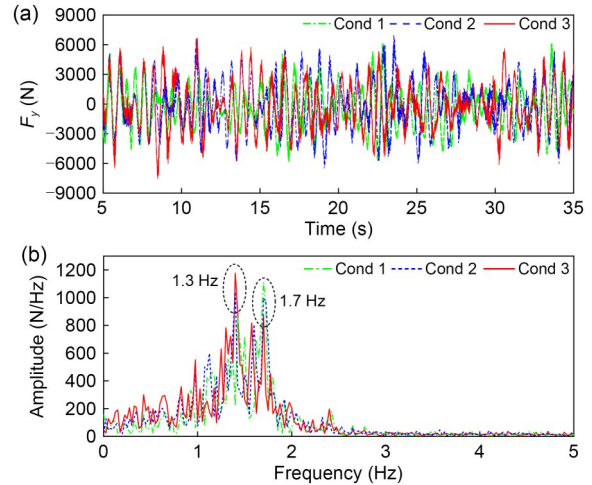 (a)
Cond 1 Cond 2 Cond 3
9000
6000
3000
0
−3000
−6000
−9000
Fy (N)
5 10 15 20 25 30 35
Time (s)
(b)
Cond 1 Cond 2 Cond 3
1.3 Hz
1.7 Hz
1200
1000
800
600
400
200
0
Amplitude (N/Hz)
0 1 2 3 4 5
Frequency (Hz)